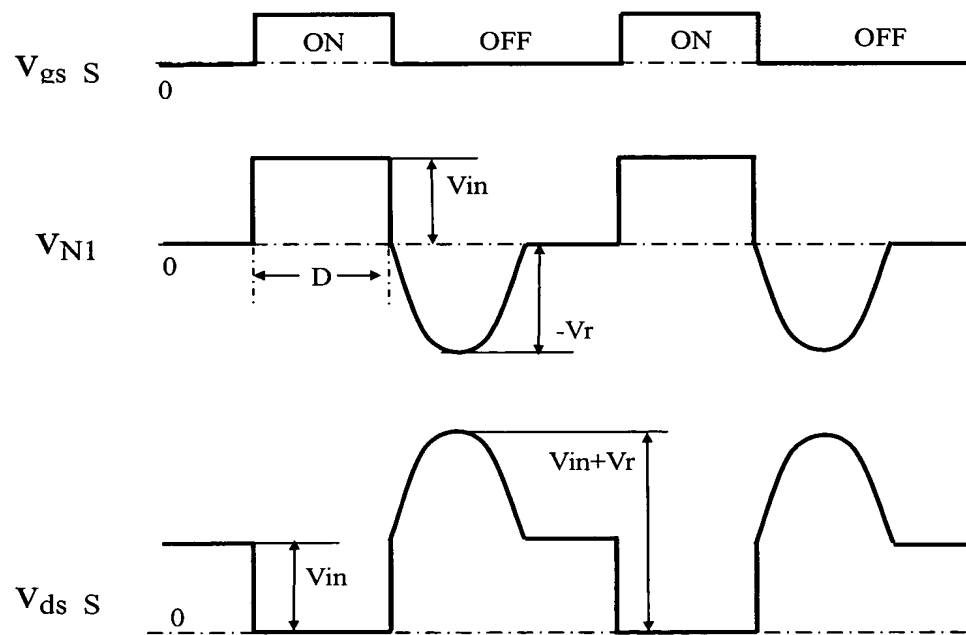 ON OFF ON OFF
Vgs S
0
Vin
VN1
0
D
-Vr
Vin+Vr
Vin
Vds S
0